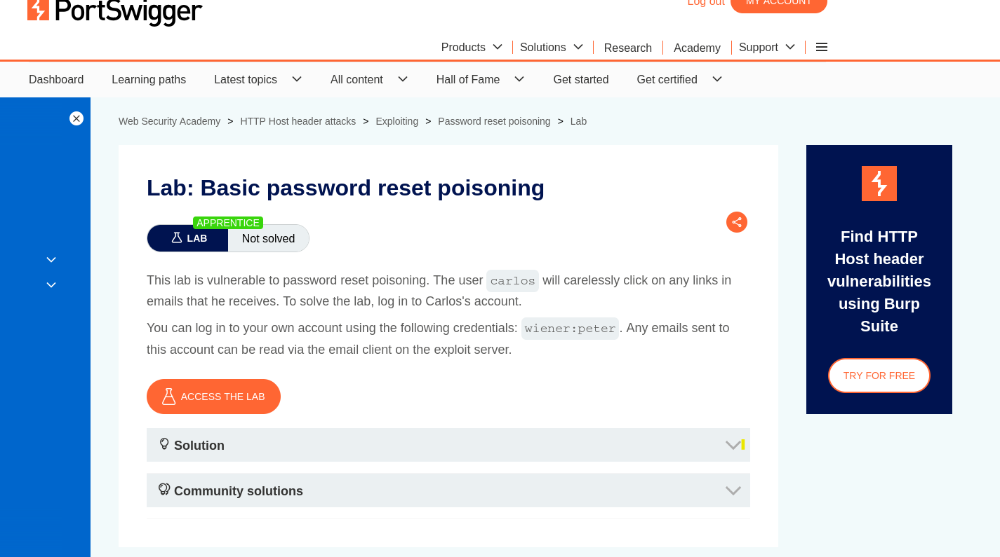 PortSwigger
Log out MY ACCOUNT
Products Solutions Research Academy Support
Dashboard Learning paths Latest topics All content Hall of Fame Get started Get certified
Web Security Academy > HTTP Host header attacks > Exploiting > Password reset poisoning > Lab
Lab: Basic password reset poisoning
APPRENTICE
LAB Not solved
This lab is vulnerable to password reset poisoning. The user carlos will carelessly click on any links in
emails that he receives. To solve the lab, log in to Carlos's account.
You can log in to your own account using the following credentials: wiener:peter. Any emails sent to
this account can be read via the email client on the exploit server.
ACCESS THE LAB
Solution
Community solutions
Find HTTP
Host header
vulnerabilities
using Burp
Suite
TRY FOR FREE